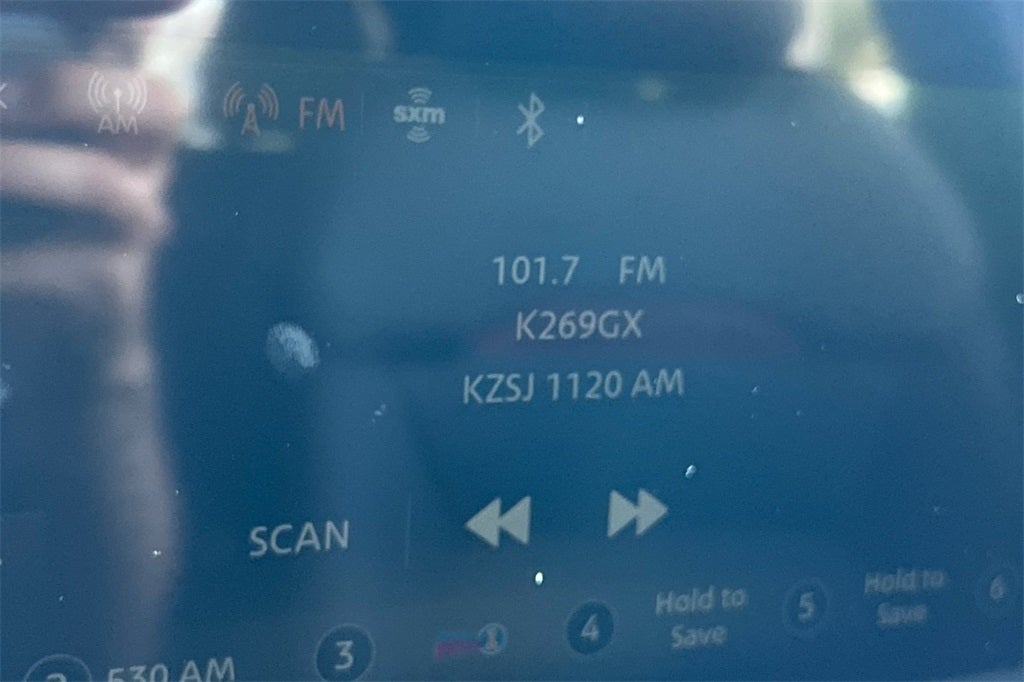 AM FM sxm
101.7 FM
K269GX
KZSJ 1120 AM
SCAN
Hold to
Save
Hold to
Save
530 AM 3 4 5 6